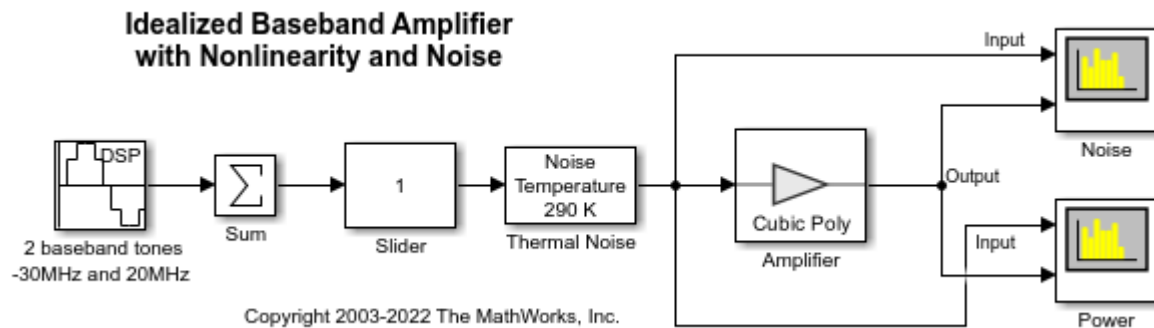 Idealized Baseband Amplifier
with Nonlinearity and Noise
Input
Noise
DSP
2 baseband tones
-30MHz and 20MHz
Sum
1
Slider
Noise
Temperature
290 K
Thermal Noise
Cubic Poly
Amplifier
Output
Input
Power
Copyright 2003-2022 The MathWorks, Inc.